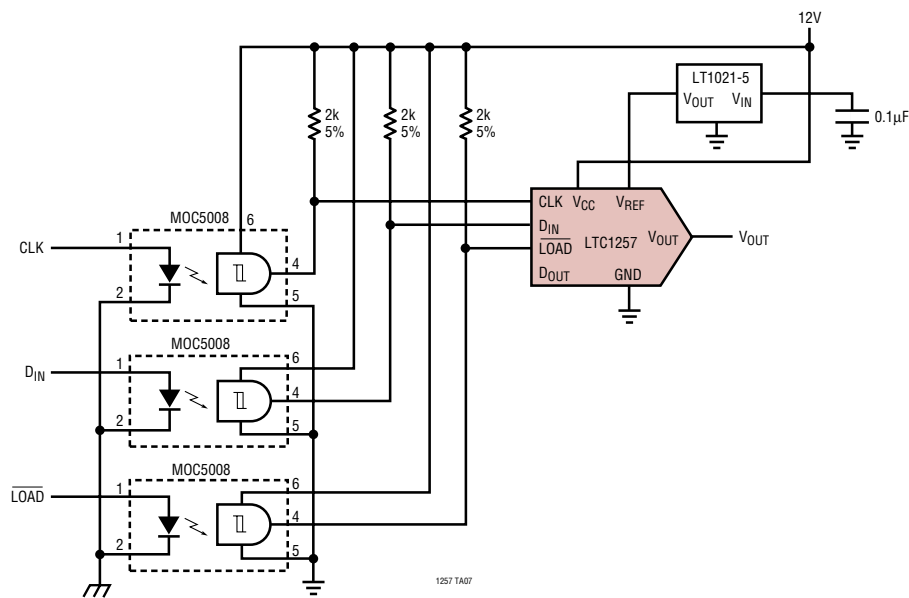 12V
LT1021-5
VOUT VIN
0.1µF
2k
5%
2k
5%
2k
5%
CLK VCC VREF
DIN
LTC1257
VOUT
LOAD
DOUT
GND
VOUT
MOC5008
6
CLK
1
4
2
5
MOC5008
DIN
1
6
4
2
5
MOC5008
LOAD
1
6
4
2
5
1257 TA07